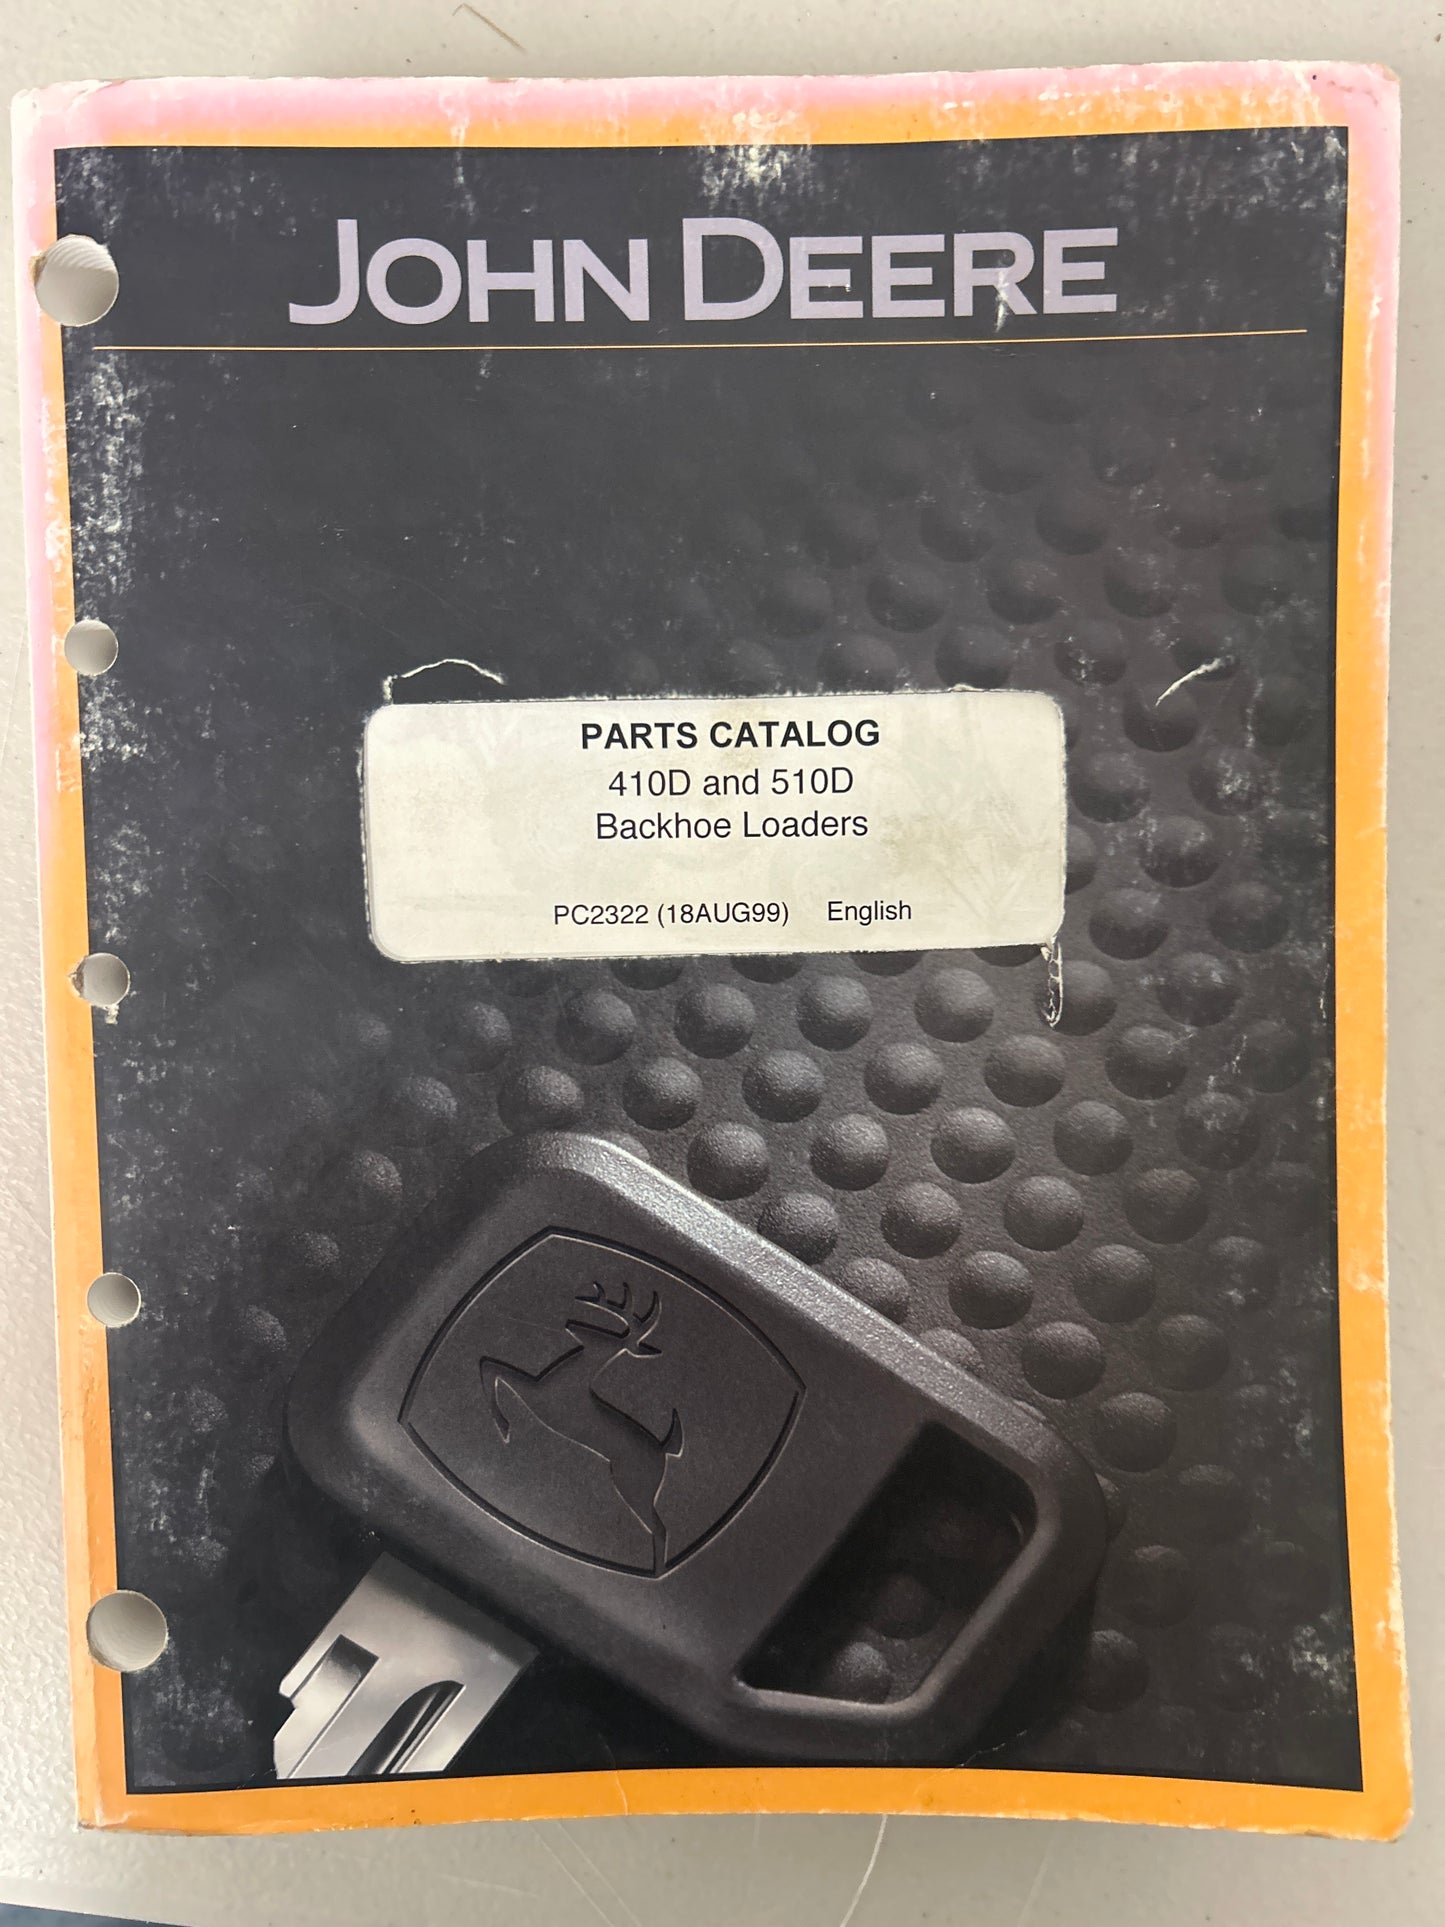 JOHN DEERE
PARTS CATALOG
410D and 510D
Backhoe Loaders
PC2322 (18AUG99) English